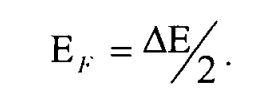 E_F = ΔE/2.